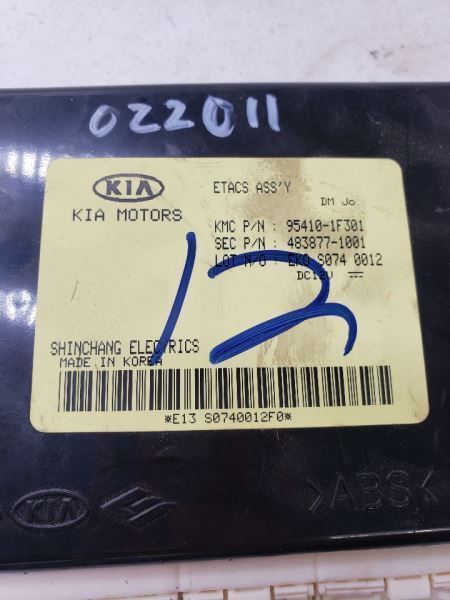 022011
KIA
KIA MOTORS
ETACS ASS'Y
DM Jo
KMC P/N : 95410-1F301
SEC P/N : 483877-1001
LOT N/O : EKO S074 0012
DC12V
12
SHINCHANG ELECTRICS
MADE IN KOREA
*E13 S0740012F0*
KIA
>ABS<